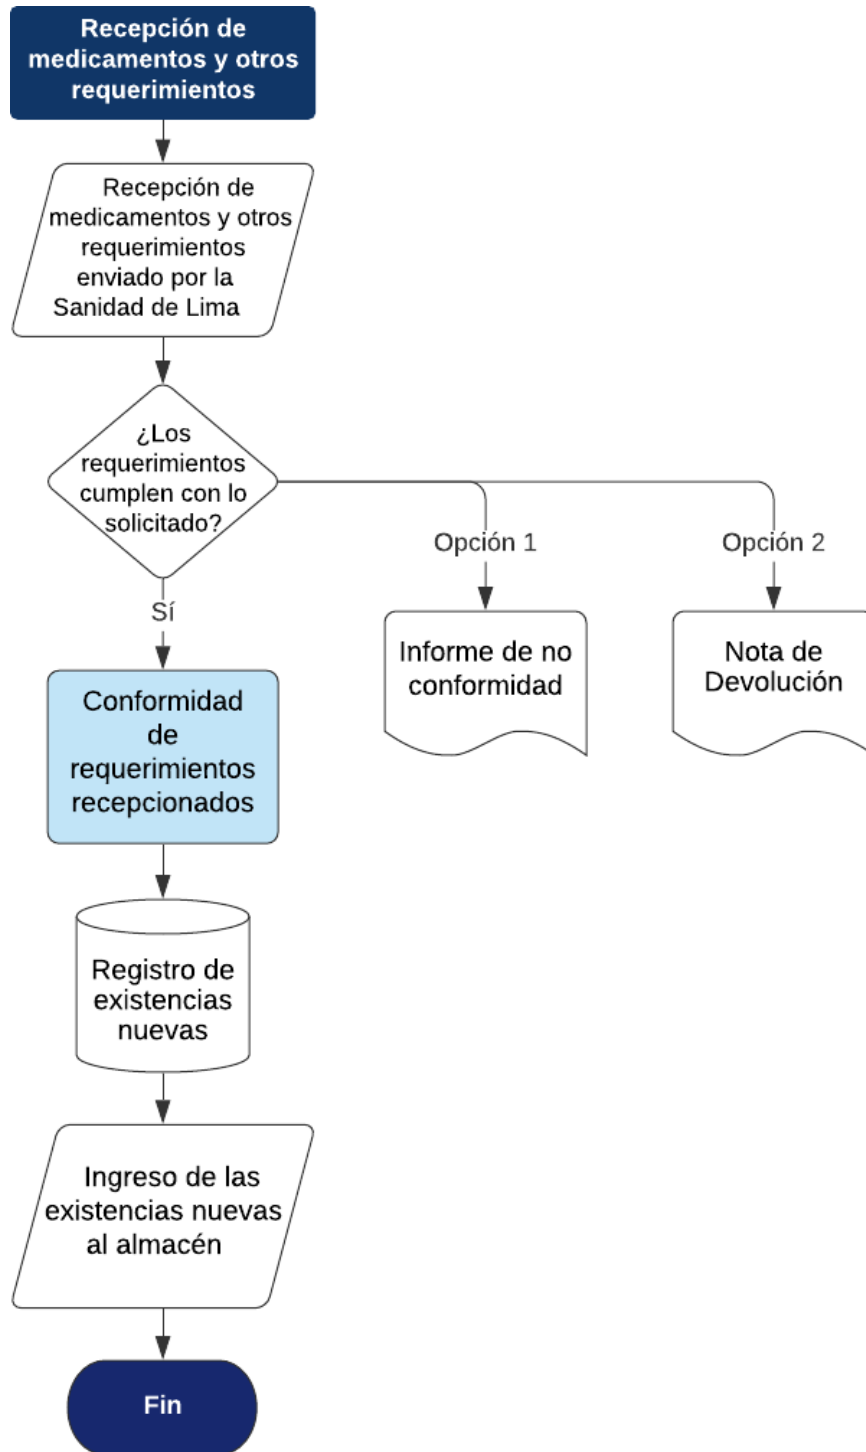 Recepción de
medicamentos y otros
requerimientos
Recepción de
medicamentos y otros
requerimientos
enviado por la
Sanidad de Lima
¿Los
requerimientos
cumplen con lo
solicitado?
Opción 1
Opción 2
Sí
Informe de no
conformidad
Nota de
Devolución
Conformidad
de
requerimientos
recepcionados
Registro de
existencias
nuevas
Ingreso de las
existencias nuevas
al almacén
Fin